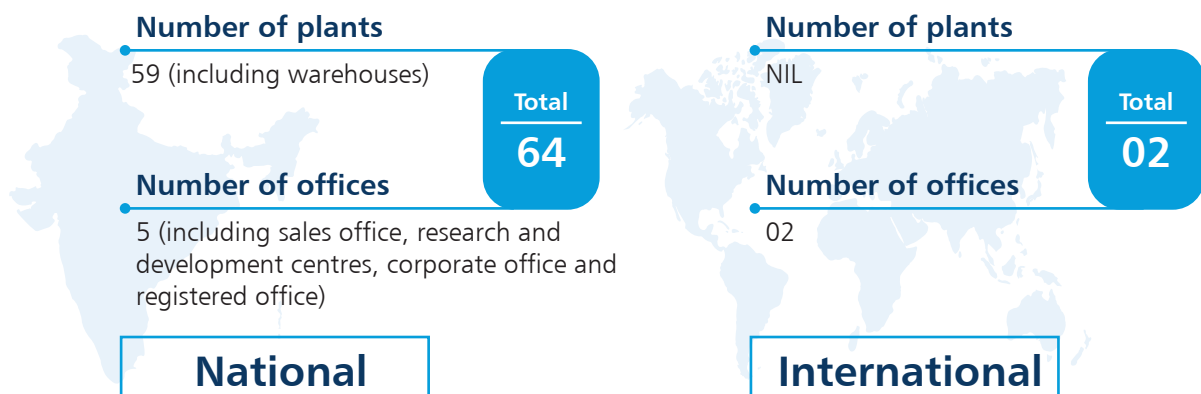 Number of plants
59 (including warehouses)
Total
64
Number of offices
5 (including sales office, research and
development centres, corporate office and
registered office)
National
Number of plants
NIL
Total
02
Number of offices
02
International